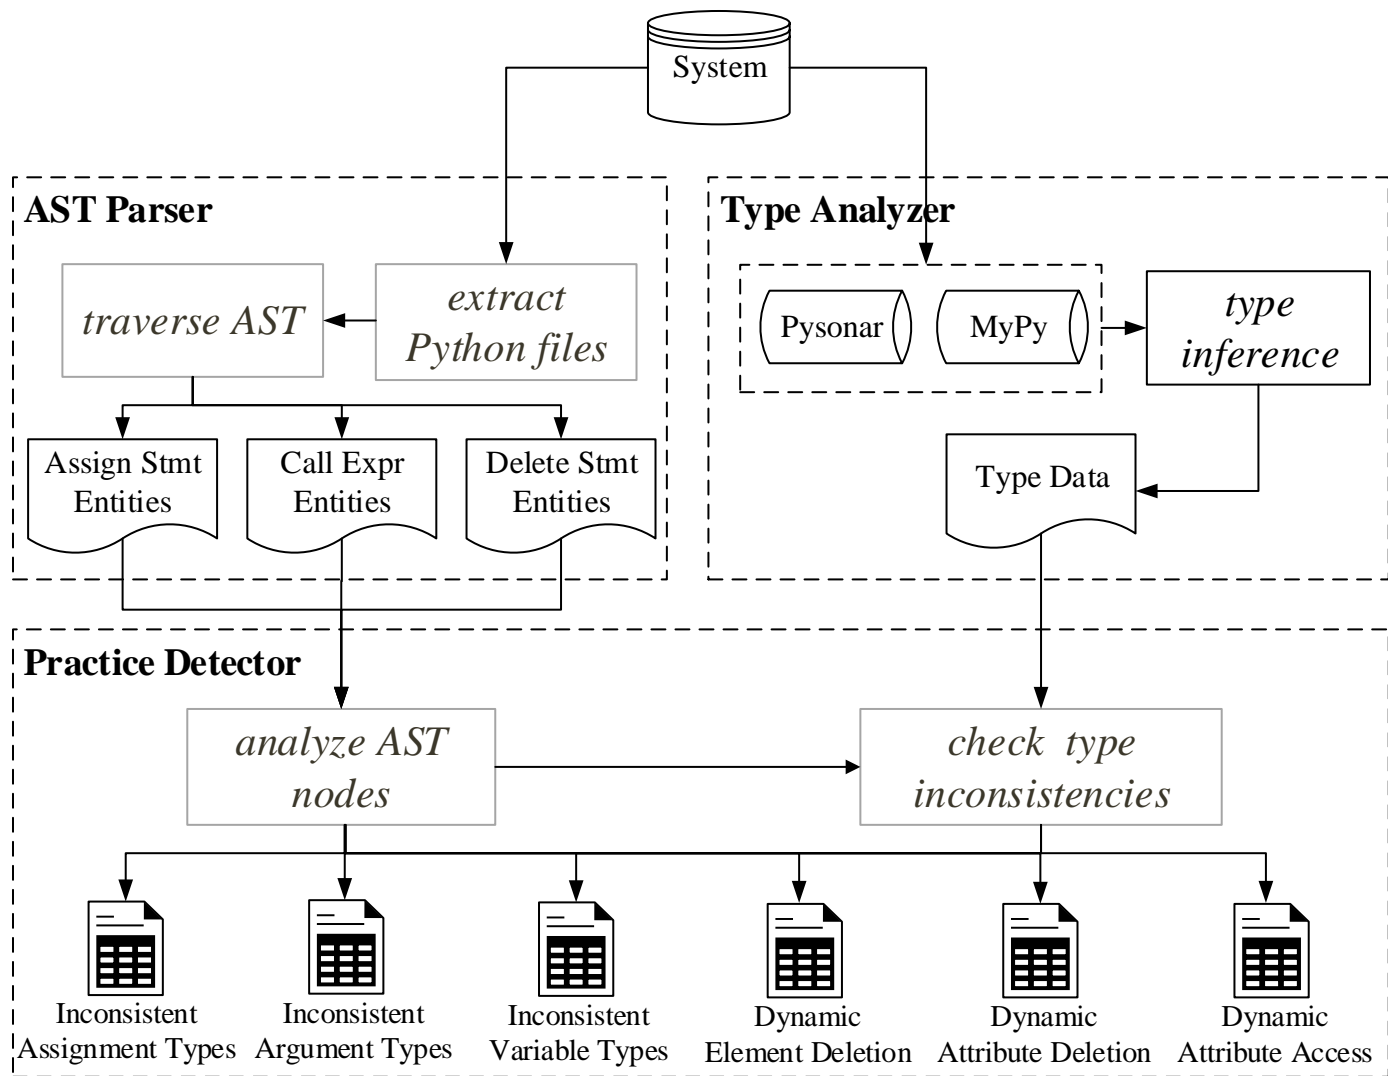 System
AST Parser
Type Analyzer
traverse AST
extract
Python files
Pysonar
MyPy
type
inference
Assign Stmt
Entities
Call Expr
Entities
Delete Stmt
Entities
Type Data
Practice Detector
analyze AST
nodes
check type
inconsistencies
Inconsistent
Assignment Types
Inconsistent
Argument Types
Inconsistent
Variable Types
Dynamic
Element Deletion
Dynamic
Attribute Deletion
Dynamic
Attribute Access